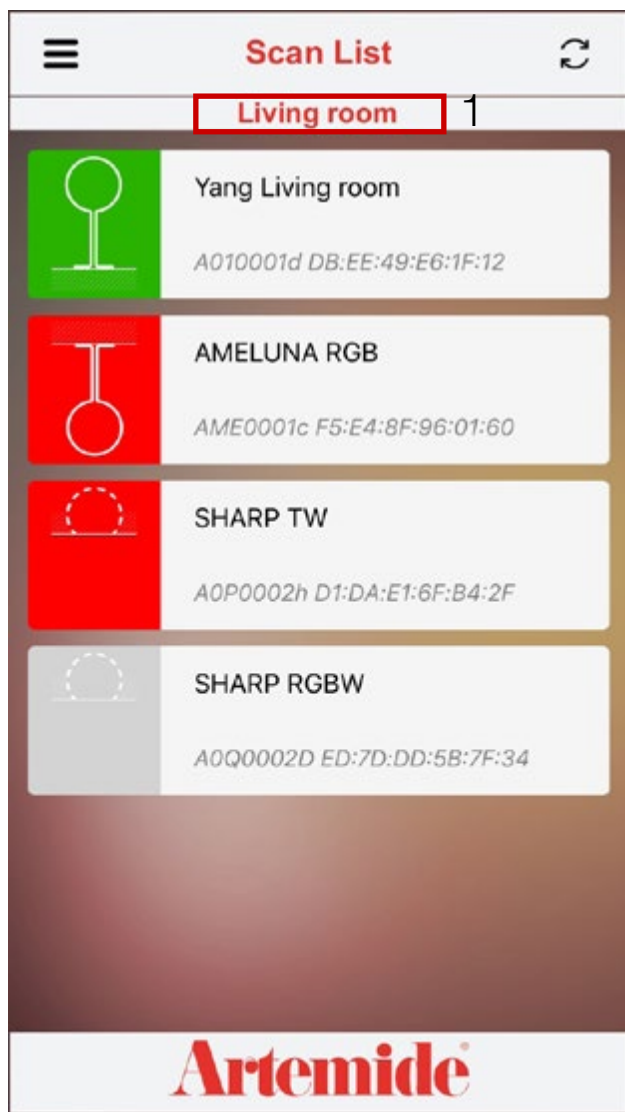 Scan List
Living room 1
Yang Living room
A010001d DB:EE:49:E6:1F:12
AMELUNA RGB
AME0001c F5:E4:8F:96:01:60
SHARP TW
A0P0002h D1:DA:E1:6F:B4:2F
SHARP RGBW
A0Q0002D ED:7D:DD:5B:7F:34
Artemide®